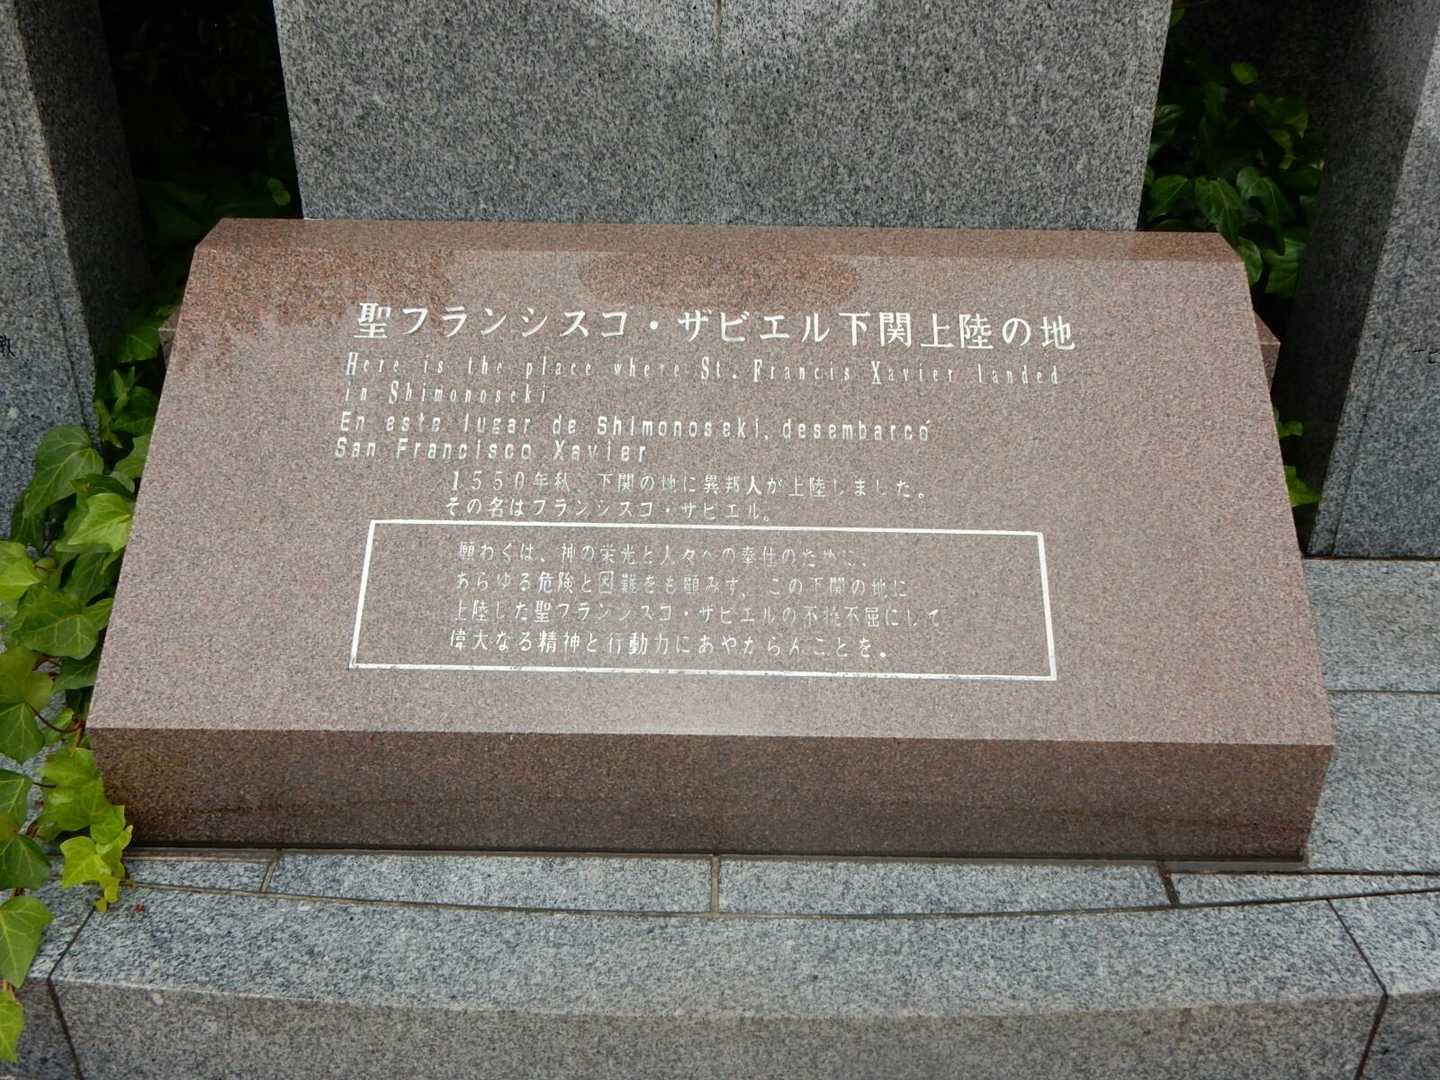 聖フランシスコ・ザビエル下関上陸の地
Here is the place where St. Francis Xavier landed
in Shimonoseki
En este lugar de Shimonoseki, desembarcó
San Francisco Xavier
1550年秋、下関の地に異邦人が上陸しました。
その名はフランシスコ・ザビエル。
願わくは、神の栄光と人々への奉仕のために、
あらゆる危険と困難をも顧みず、この下関の地に
上陸した聖フランシスコ・ザビエルの不撓不屈にして
偉大なる精神と行動力にあやからんことを。